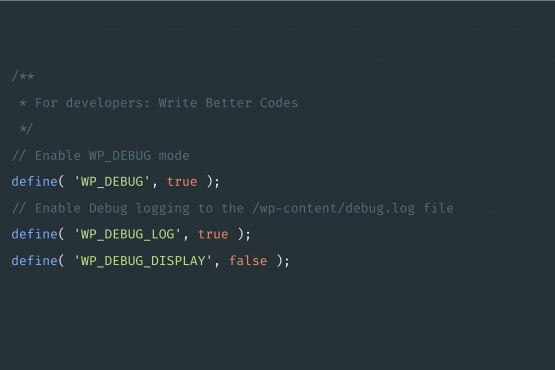 /**
 * For developers: Write Better Codes
 */
// Enable WP_DEBUG mode
define( 'WP_DEBUG', true );
// Enable Debug logging to the /wp-content/debug.log file
define( 'WP_DEBUG_LOG', true );
define( 'WP_DEBUG_DISPLAY', false );